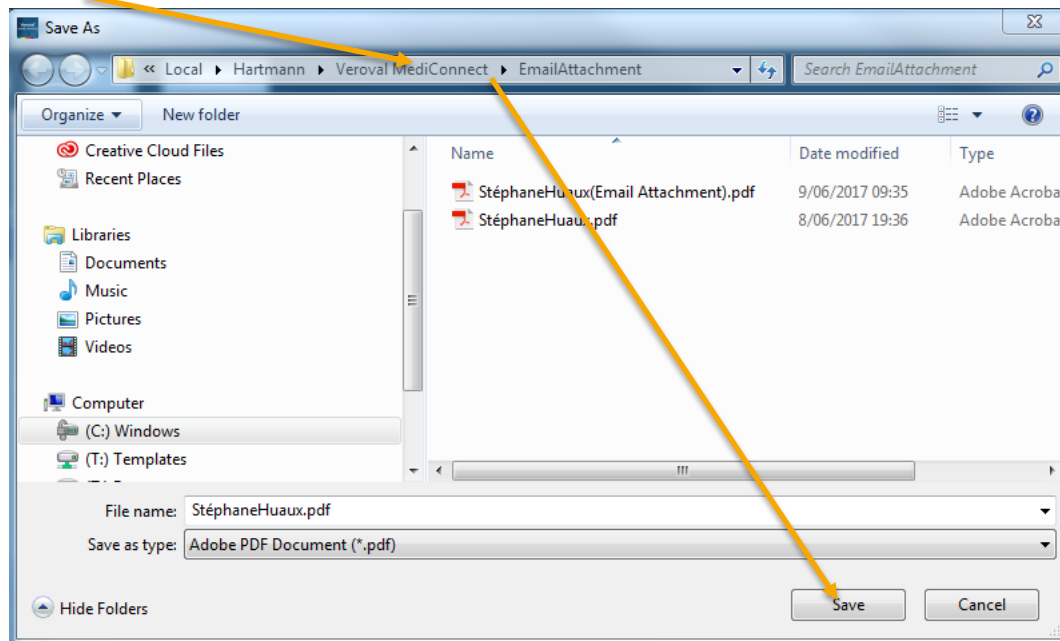 Save As
« Local ▸ Hartmann ▸ Veroval MediConnect ▸ EmailAttachment
Search EmailAttachment
Organize
New folder
Creative Cloud Files
Recent Places
Libraries
Documents
Music
Pictures
Videos
Computer
(C:) Windows
(T:) Templates
Name Date modified Type
StéphaneHuaux(Email Attachment).pdf 9/06/2017 09:35 Adobe Acroba
StéphaneHuaux.pdf 8/06/2017 19:36 Adobe Acroba
File name: StéphaneHuaux.pdf
Save as type: Adobe PDF Document (*.pdf)
Hide Folders
Save
Cancel